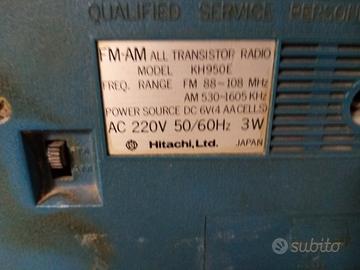 QUALIFIED SERVICE PERSON
FM-AM ALL TRANSISTOR RADIO
MODEL KH950E
FREQ. RANGE FM 88~108 MHz
AM 530~1605 KHz
POWER SOURCE DC 6V(4 AA CELLS)
AC 220V 50/60Hz 3W
Hitachi, Ltd. JAPAN
subito